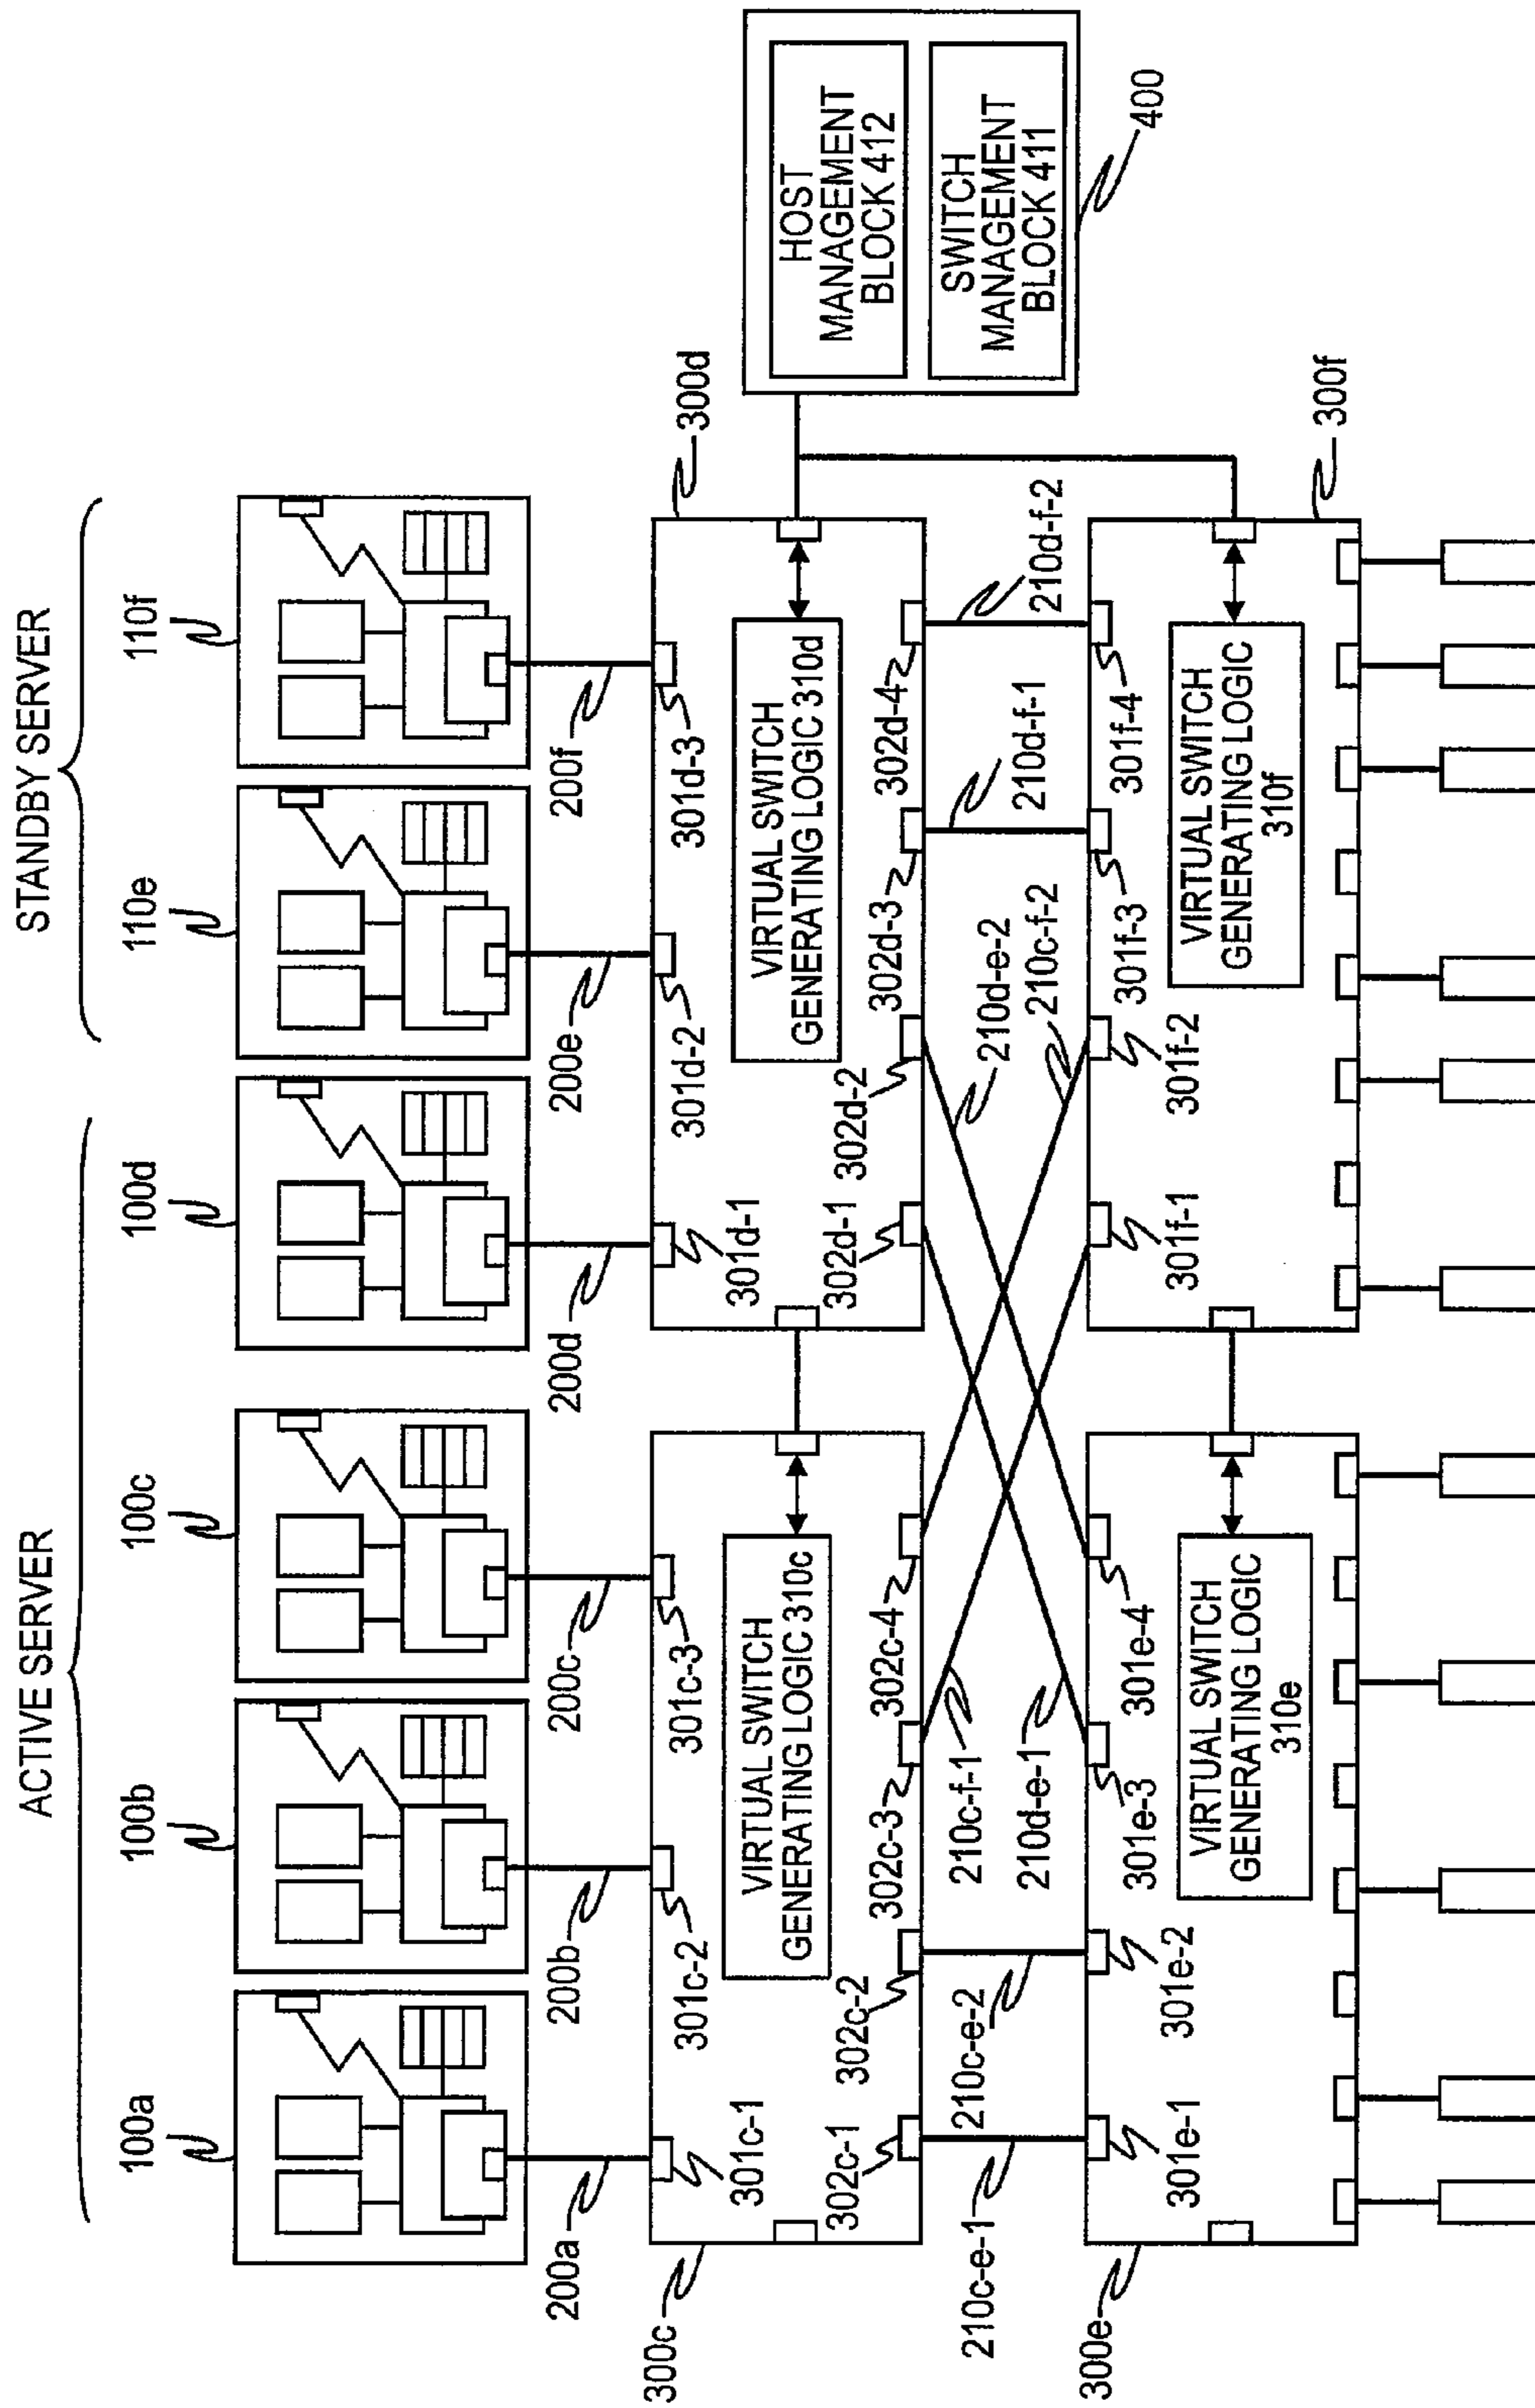 ACTIVE SERVER
STANDBY SERVER
100a
100b
100c
100d
110e
110f
200a
200b
200c
200d
200e
200f
300c
301c-1
301c-2
301c-3
VIRTUAL SWITCH
GENERATING LOGIC 310c
302c-1
302c-2
302c-3
302c-4
300d
301d-1
301d-2
301d-3
VIRTUAL SWITCH
GENERATING LOGIC 310d
302d-1
302d-2
302d-3
302d-4
HOST
MANAGEMENT
BLOCK 412
SWITCH
MANAGEMENT
BLOCK 411
400
210c-e-1
210c-e-2
210c-f-1
210d-e-1
210d-e-2
210c-f-2
210d-f-1
210d-f-2
300e
301e-1
301e-2
301e-3
301e-4
VIRTUAL SWITCH
GENERATING LOGIC
310e
300f
301f-1
301f-2
301f-3
301f-4
VIRTUAL SWITCH
GENERATING LOGIC
310f